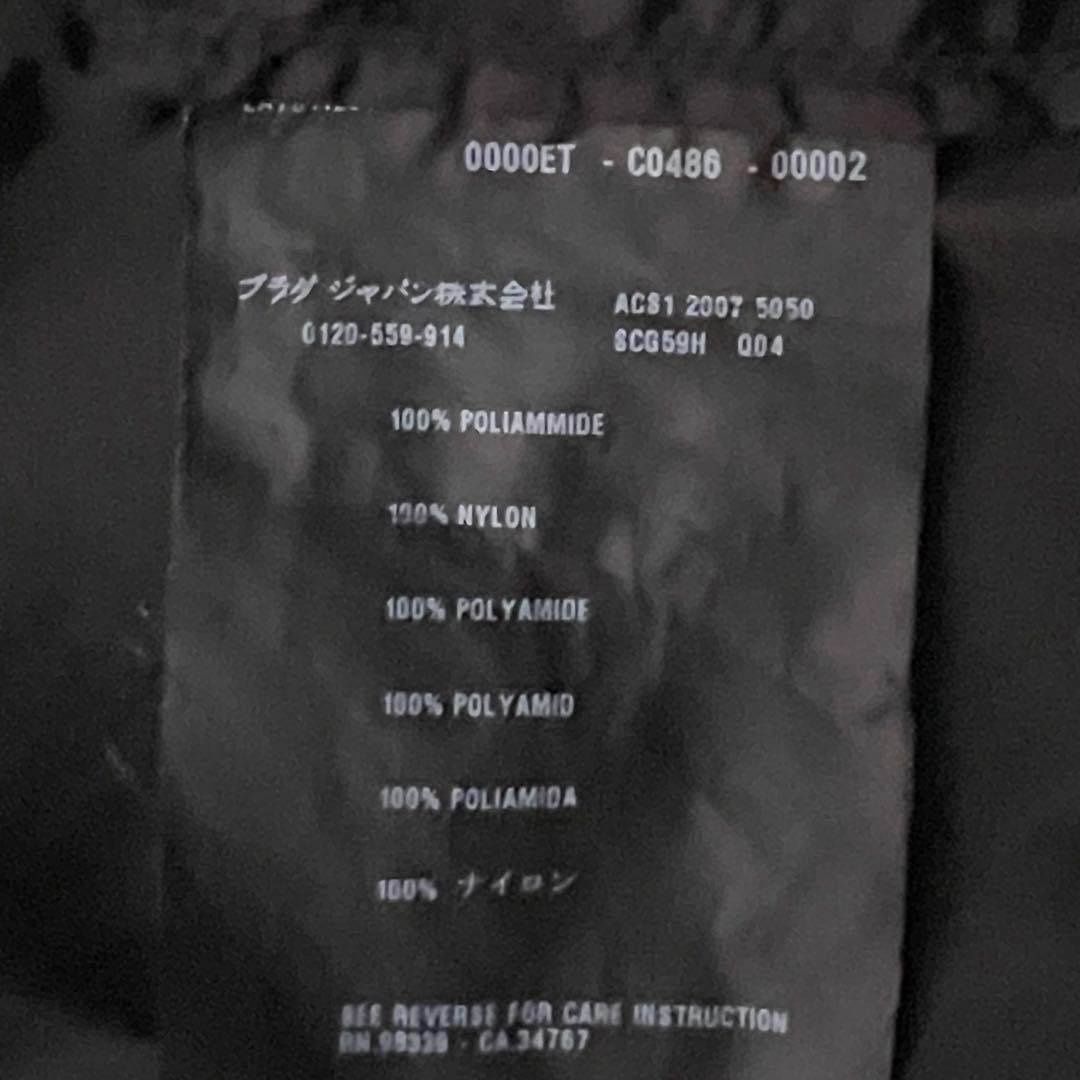 0000ET - C0486 - 00002
プラダ ジャパン株式会社
0120-559-914
ACS1 2007 5050
SCG59H Q04
100% POLIAMMIDE
100% NYLON
100% POLYAMIDE
100% POLYAMID
100% POLIAMIDA
100% ナイロン
SEE REVERSE FOR CARE INSTRUCTION
RN.98336 - CA.34767